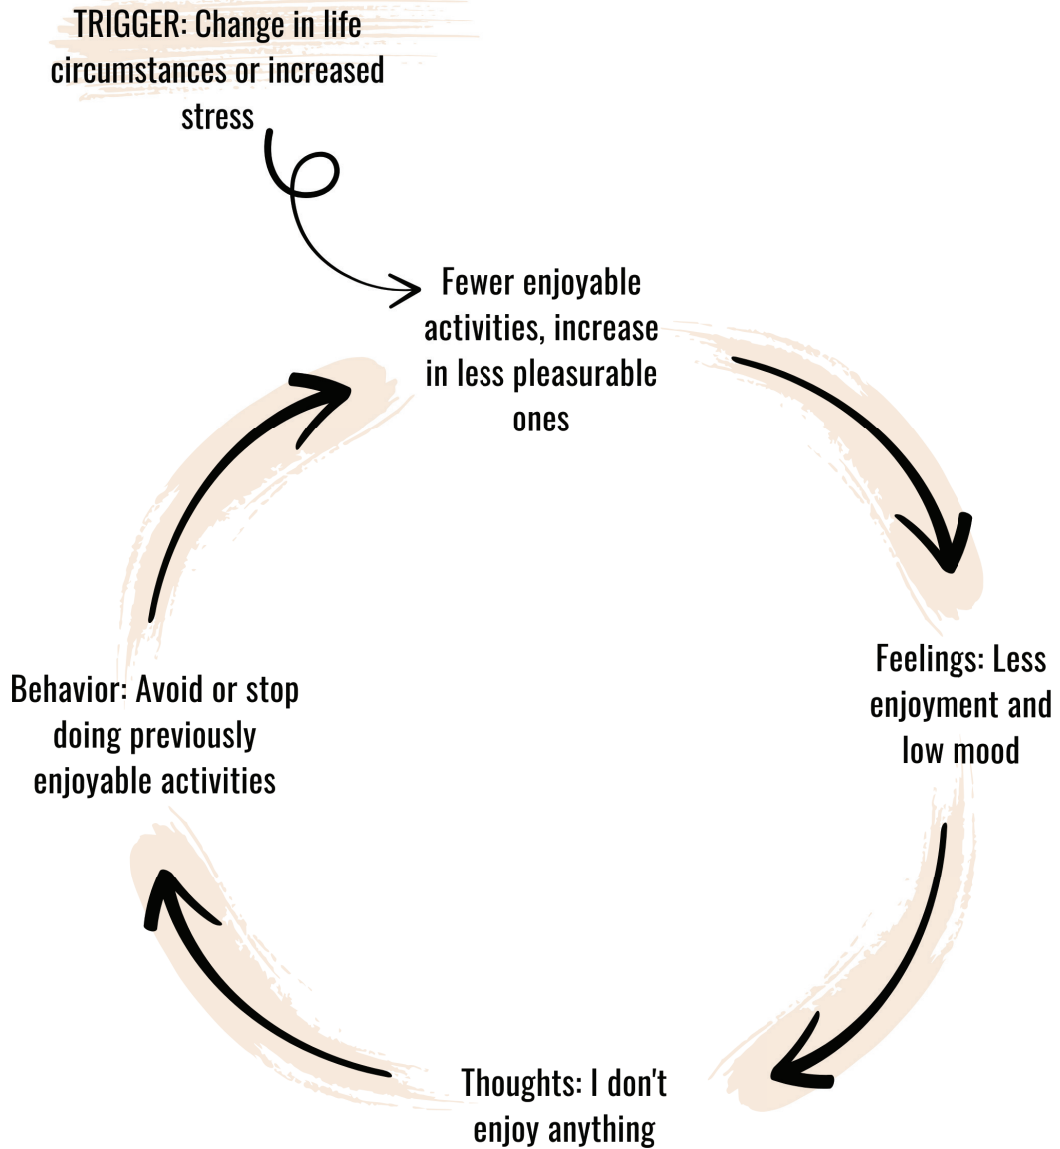 TRIGGER: Change in life
circumstances or increased
stress
Fewer enjoyable
activities, increase
in less pleasurable
ones
Feelings: Less
enjoyment and
low mood
Thoughts: I don't
enjoy anything
Behavior: Avoid or stop
doing previously
enjoyable activities